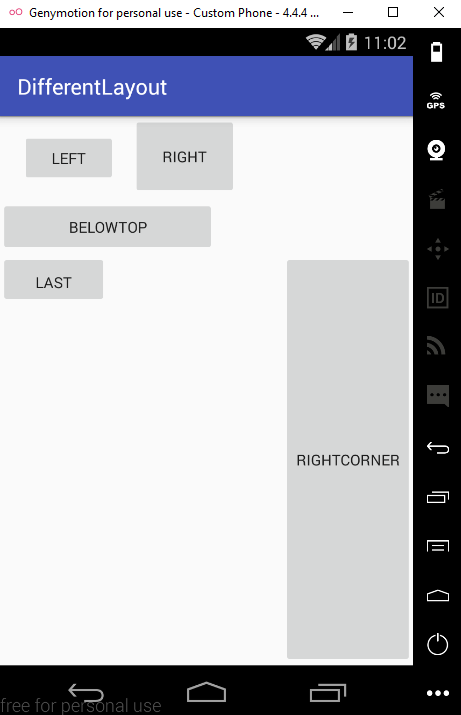 Genymotion for personal use - Custom Phone - 4.4.4 ...
11:02
DifferentLayout
GPS
LEFT
RIGHT
BELOWTOP
LAST
ID
RIGHTCORNER
free for personal use